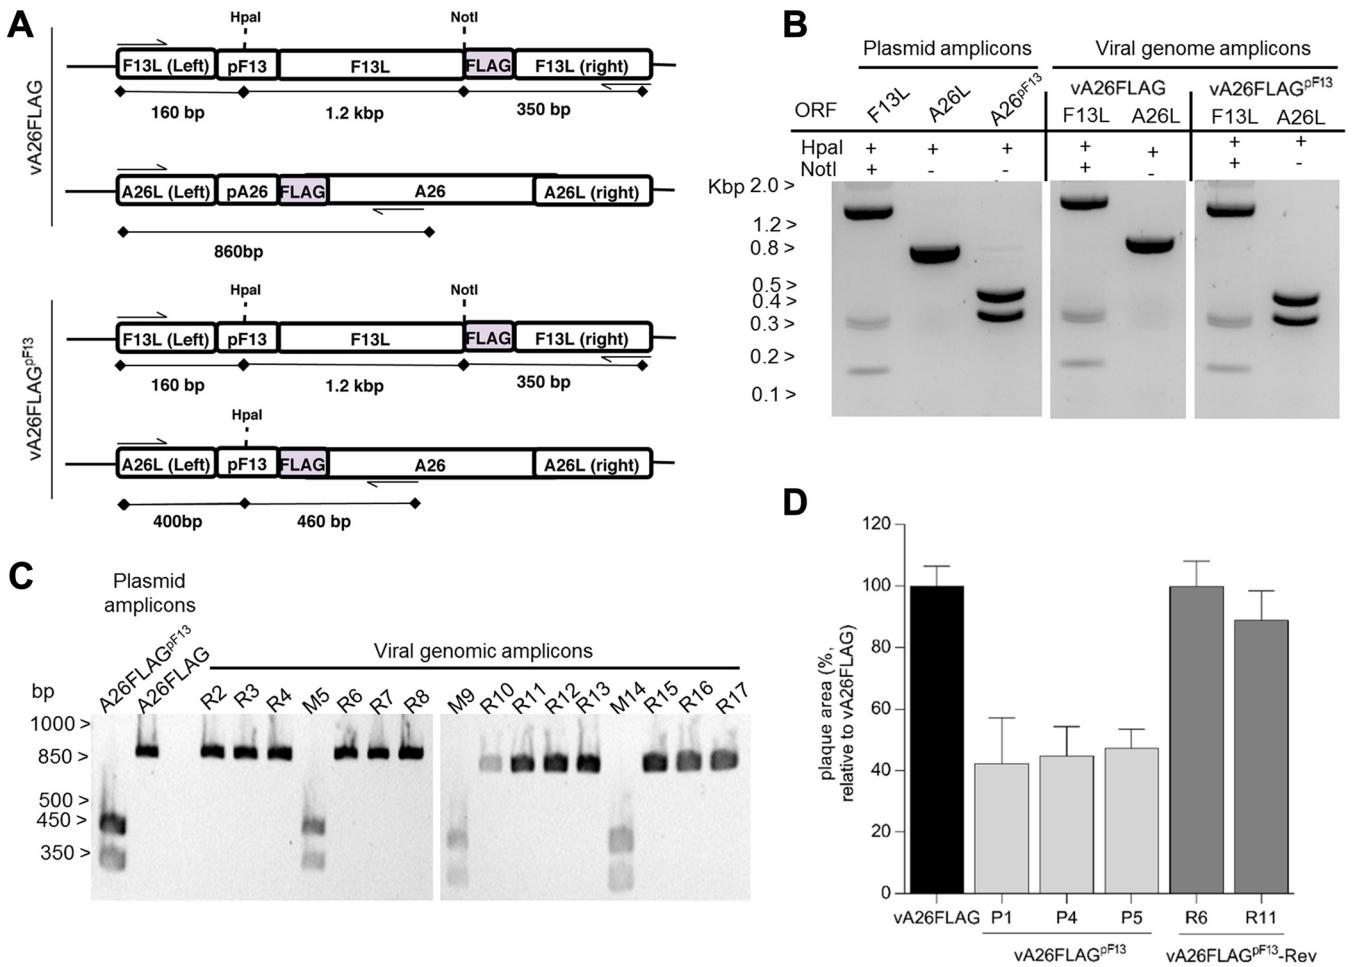 A
vA26FLAG
HpaI NotI
F13L (Left) pF13 F13L FLAG F13L (right)
160 bp 1.2 kbp 350 bp
A26L (Left) pA26 FLAG A26 A26L (right)
860bp
vA26FLAGpF13
HpaI NotI
F13L (Left) pF13 F13L FLAG F13L (right)
160 bp 1.2 kbp 350 bp
HpaI
A26L (Left) pF13 FLAG A26 A26L (right)
400bp 460 bp
B
Plasmid amplicons Viral genome amplicons
vA26FLAG vA26FLAGpF13
ORF F13L A26L A26pF13 F13L A26L F13L A26L
HpaI + + + + + + +
NotI + - - + - + -
Kbp 2.0 >
1.2 >
0.8 >
0.5 >
0.4 >
0.3 >
0.2 >
0.1 >
C
Plasmid
amplicons
Viral genomic amplicons
bp A26FLAGpF13 A26FLAG R2 R3 R4 M5 R6 R7 R8 M9 R10 R11 R12 R13 M14 R15 R16 R17
1000 >
850 >
500 >
450 >
350 >
D
plaque area (%,
relative to vA26FLAG)
120
100
80
60
40
20
0
vA26FLAG P1 P4 P5 R6 R11
vA26FLAGpF13 vA26FLAGpF13-Rev